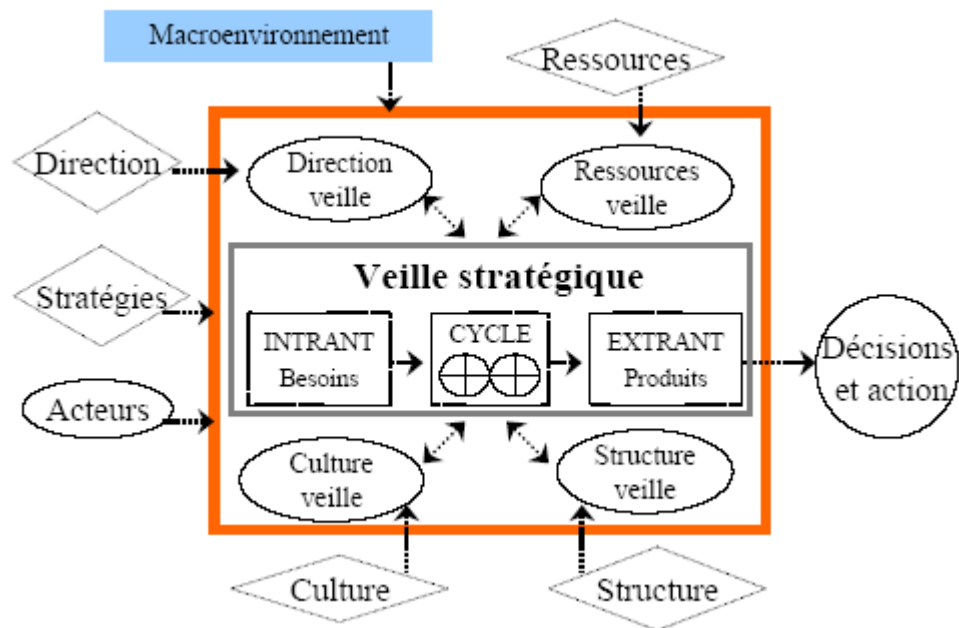 Macroenvironnement
Ressources
Direction
Direction
veille
Ressources
veille
Stratégies
Veille stratégique
INTRANT
Besoins
CYCLE
EXTRANT
Produits
Décisions
et action
Acteurs
Culture
veille
Structure
veille
Culture
Structure